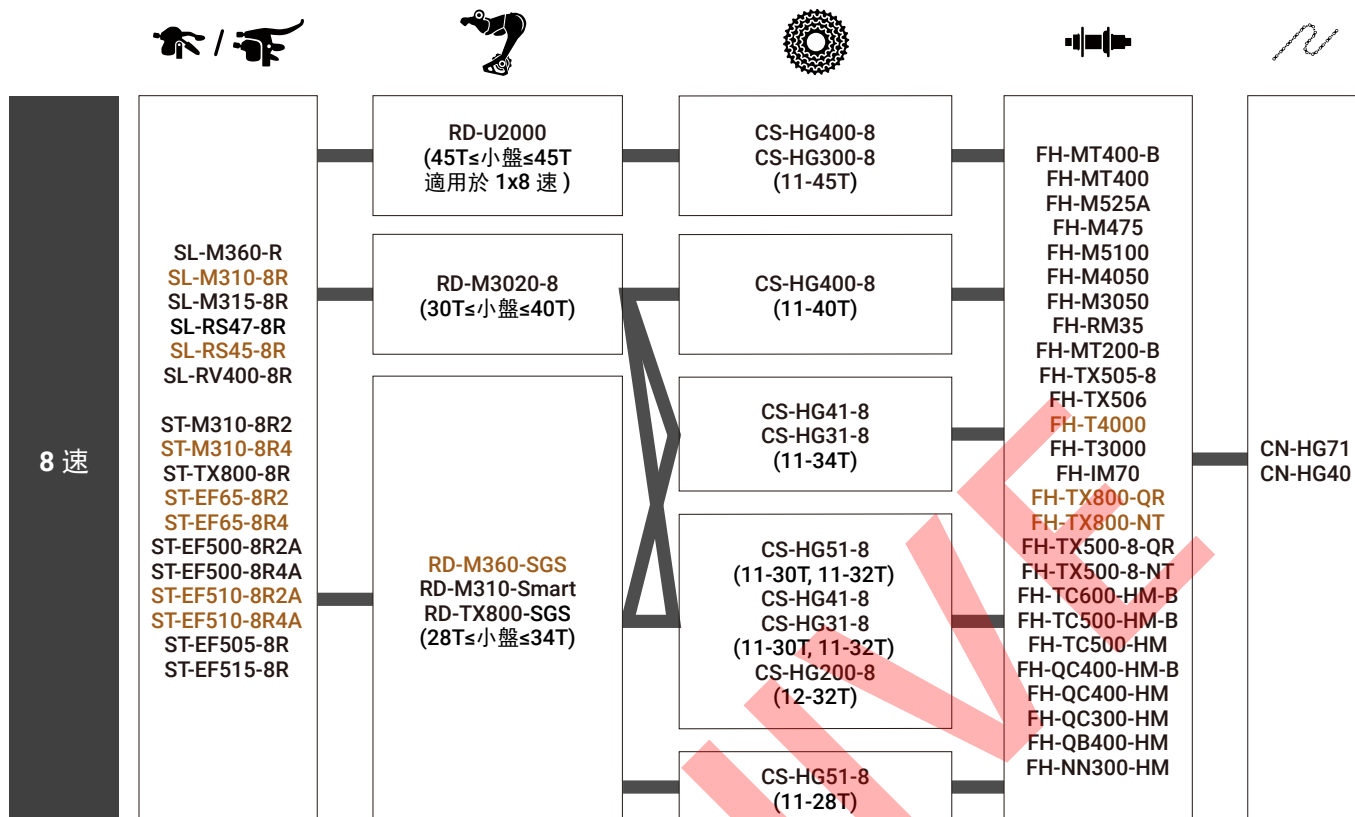 8 速
SL-M360-R
SL-M310-8R
SL-M315-8R
SL-RS47-8R
SL-RS45-8R
SL-RV400-8R
ST-M310-8R2
ST-M310-8R4
ST-TX800-8R
ST-EF65-8R2
ST-EF65-8R4
ST-EF500-8R2A
ST-EF500-8R4A
ST-EF510-8R2A
ST-EF510-8R4A
ST-EF505-8R
ST-EF515-8R
RD-U2000
(45T≤小盤≤45T
適用於 1x8 速 )
RD-M3020-8
(30T≤小盤≤40T)
RD-M360-SGS
RD-M310-Smart
RD-TX800-SGS
(28T≤小盤≤34T)
CS-HG400-8
CS-HG300-8
(11-45T)
CS-HG400-8
(11-40T)
CS-HG41-8
CS-HG31-8
(11-34T)
CS-HG51-8
(11-30T, 11-32T)
CS-HG41-8
CS-HG31-8
(11-30T, 11-32T)
CS-HG200-8
(12-32T)
CS-HG51-8
(11-28T)
FH-MT400-B
FH-MT400
FH-M525A
FH-M475
FH-M5100
FH-M4050
FH-M3050
FH-RM35
FH-MT200-B
FH-TX505-8
FH-TX506
FH-T4000
FH-T3000
FH-IM70
FH-TX800-QR
FH-TX800-NT
FH-TX500-8-QR
FH-TX500-8-NT
FH-TC600-HM-B
FH-TC500-HM-B
FH-TC500-HM
FH-QC400-HM-B
FH-QC400-HM
FH-QC300-HM
FH-QB400-HM
FH-NN300-HM
CN-HG71
CN-HG40